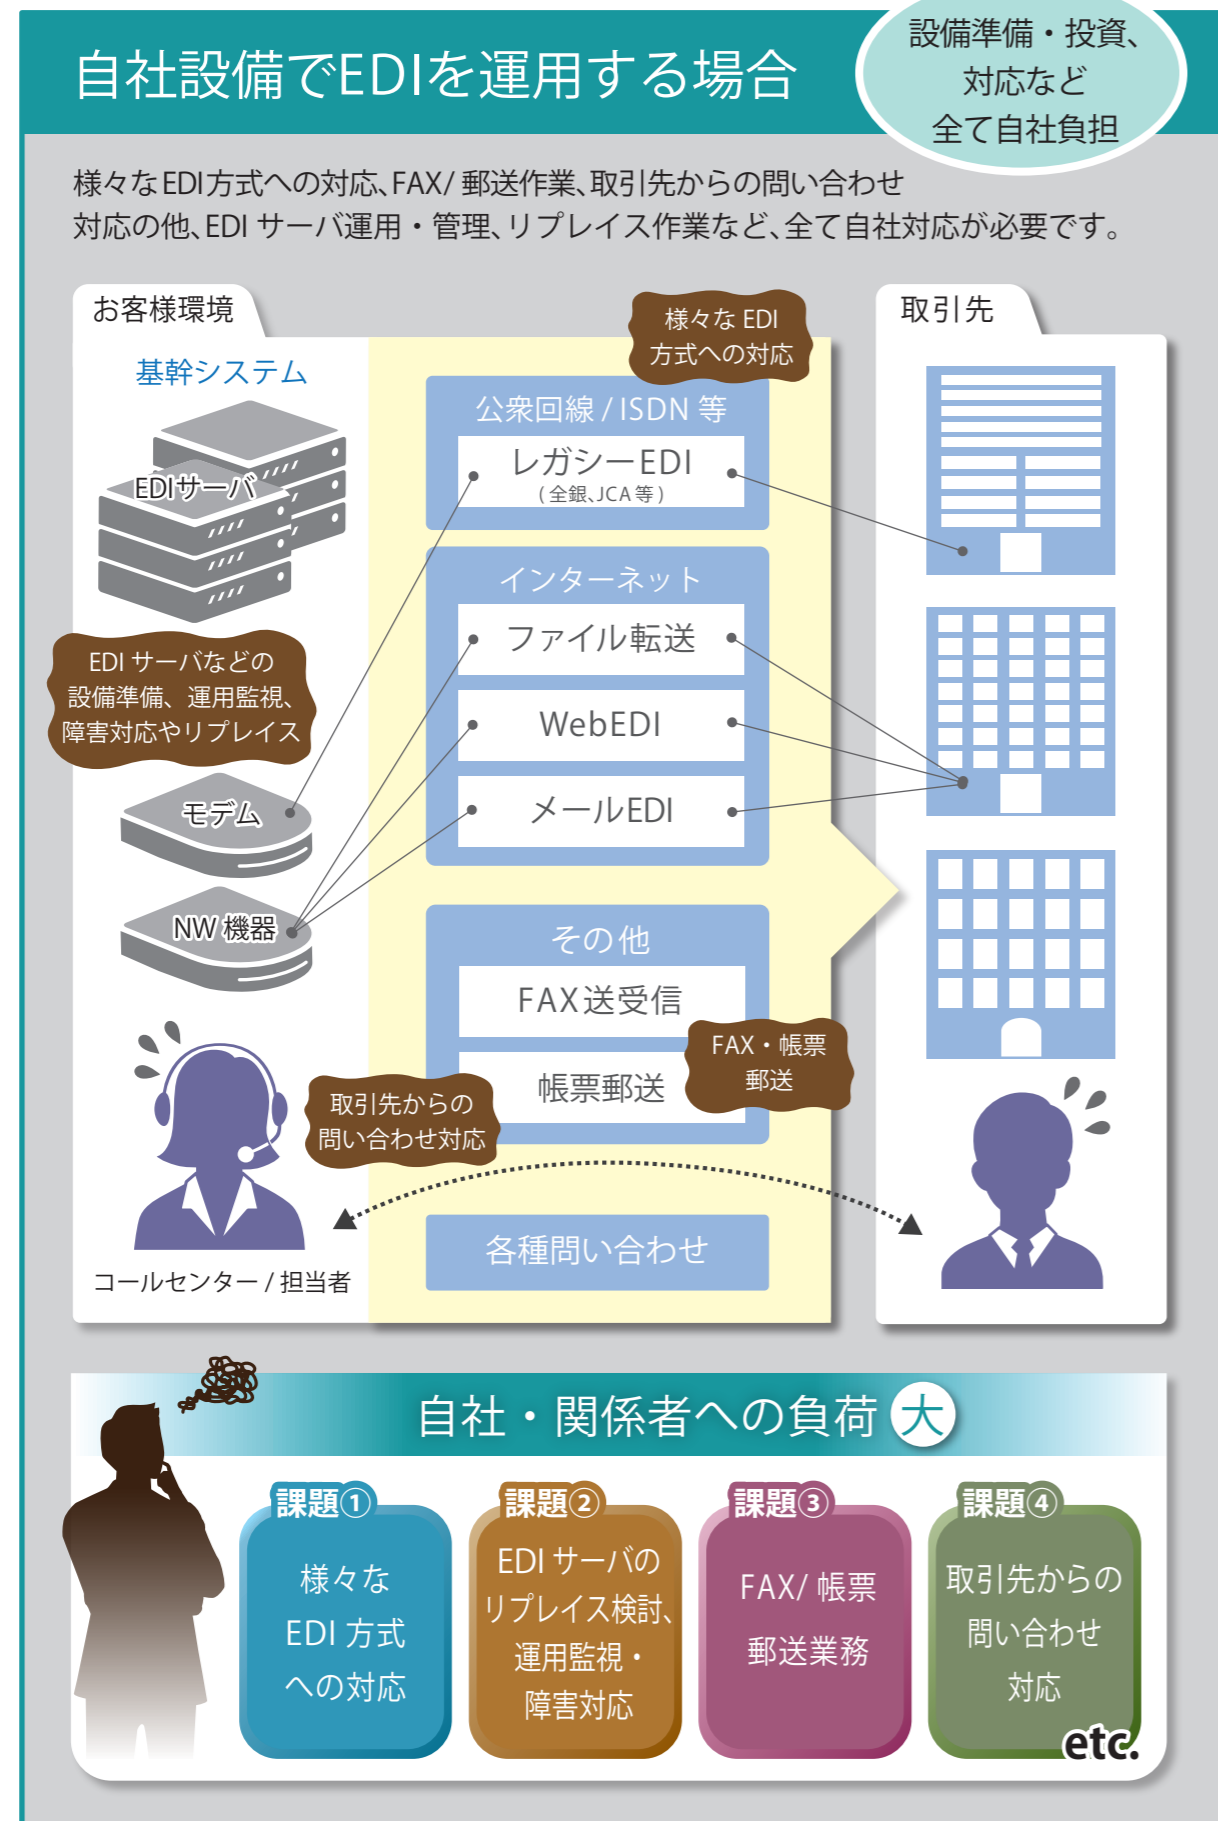 自社設備でEDIを運用する場合
設備準備・投資、
対応など
全て自社負担
様々なEDI方式への対応、FAX/ 郵送作業、取引先からの問い合わせ
対応の他、EDI サーバ運用・管理、リプレイス作業など、全て自社対応が必要です。
お客様環境
基幹システム
EDIサーバ
EDI サーバなどの
設備準備、運用監視、
障害対応やリプレイス
モデム
NW 機器
コールセンター / 担当者
様々な EDI
方式への対応
公衆回線 / ISDN 等
レガシーEDI
( 全銀、JCA 等 )
インターネット
ファイル転送
WebEDI
メールEDI
その他
FAX 送受信
帳票郵送
FAX・帳票
郵送
取引先からの
問い合わせ対応
各種問い合わせ
取引先
自社・関係者への負荷 大
課題①
様々な
EDI 方式
への対応
課題②
EDI サーバの
リプレイス検討、
運用監視・
障害対応
課題③
FAX/ 帳票
郵送業務
課題④
取引先からの
問い合わせ
対応
etc.